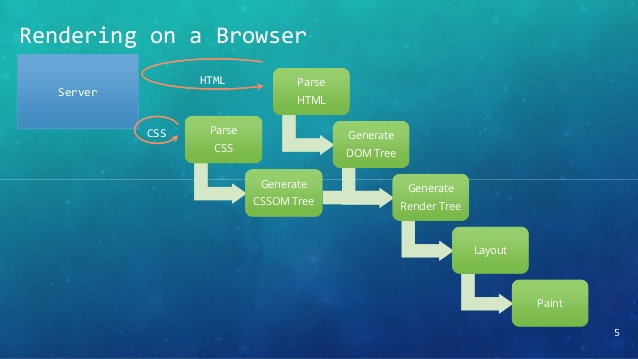 Rendering on a Browser
Server
HTML
CSS
Parse
HTML
Parse
CSS
Generate
DOM Tree
Generate
CSSOM Tree
Generate
Render Tree
Layout
Paint
5